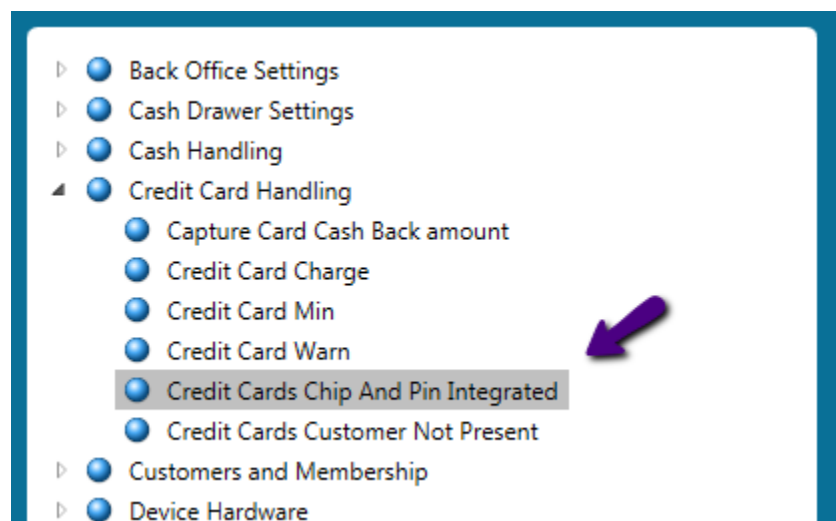 Back Office Settings
Cash Drawer Settings
Cash Handling
Credit Card Handling
Capture Card Cash Back amount
Credit Card Charge
Credit Card Min
Credit Card Warn
Credit Cards Chip And Pin Integrated
Credit Cards Customer Not Present
Customers and Membership
Device Hardware